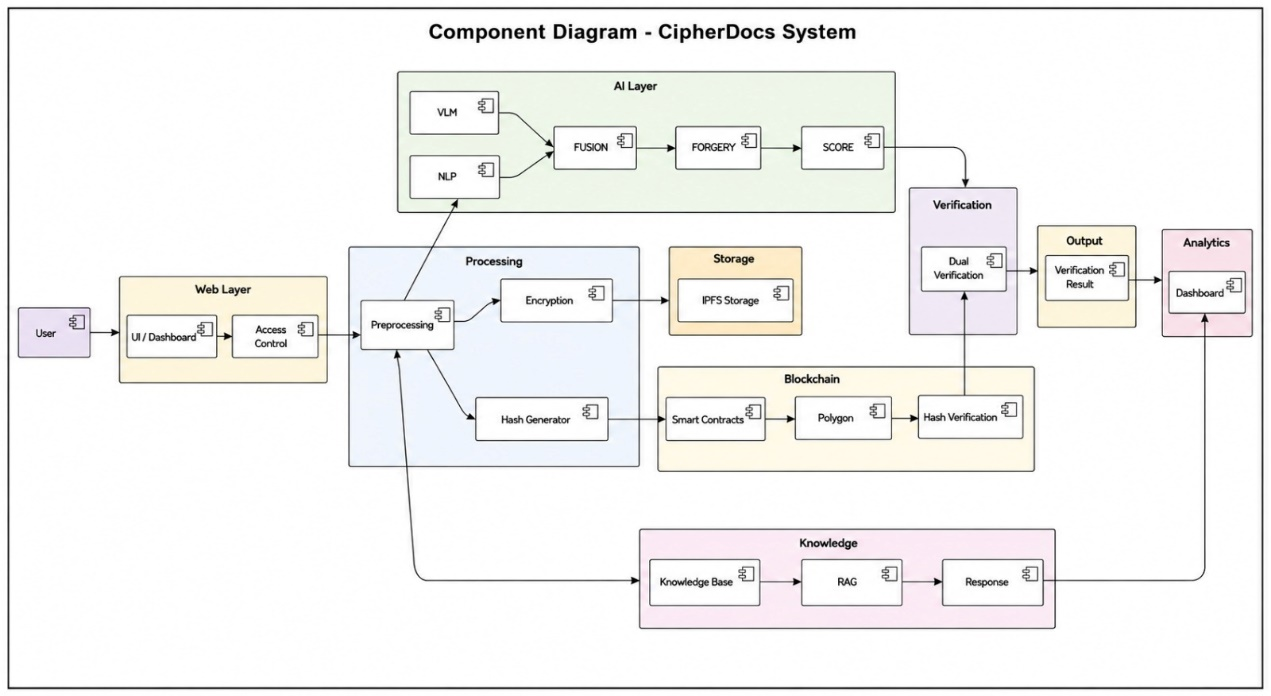 Component Diagram - CipherDocs System
AI Layer
VLM
NLP
FUSION
FORGERY
SCORE
Verification
Dual
Verification
Output
Verification
Result
Analytics
Dashboard
Processing
Preprocessing
Encryption
Hash Generator
Storage
IPFS Storage
Web Layer
User
UI / Dashboard
Access
Control
Blockchain
Smart Contracts
Polygon
Hash Verification
Knowledge
Knowledge Base
RAG
Response